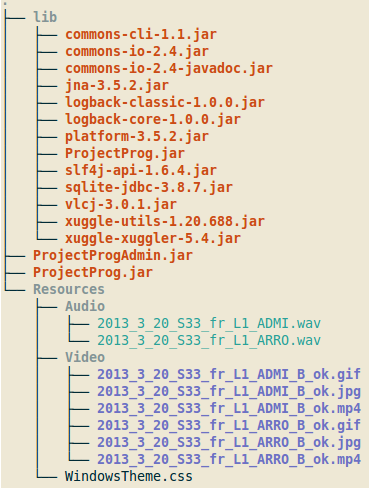 .
├── lib
│   ├── commons-cli-1.1.jar
│   ├── commons-io-2.4.jar
│   ├── commons-io-2.4-javadoc.jar
│   ├── jna-3.5.2.jar
│   ├── logback-classic-1.0.0.jar
│   ├── logback-core-1.0.0.jar
│   ├── platform-3.5.2.jar
│   ├── ProjectProg.jar
│   ├── slf4j-api-1.6.4.jar
│   ├── sqlite-jdbc-3.8.7.jar
│   ├── vlcj-3.0.1.jar
│   ├── xuggle-utils-1.20.688.jar
│   └── xuggle-xuggler-5.4.jar
├── ProjectProgAdmin.jar
├── ProjectProg.jar
└── Resources
    ├── Audio
    │   ├── 2013_3_20_S33_fr_L1_ADMI.wav
    │   └── 2013_3_20_S33_fr_L1_ARRO.wav
    ├── Video
    │   ├── 2013_3_20_S33_fr_L1_ADMI_B_ok.gif
    │   ├── 2013_3_20_S33_fr_L1_ADMI_B_ok.jpg
    │   ├── 2013_3_20_S33_fr_L1_ADMI_B_ok.mp4
    │   ├── 2013_3_20_S33_fr_L1_ARRO_B_ok.gif
    │   ├── 2013_3_20_S33_fr_L1_ARRO_B_ok.jpg
    │   └── 2013_3_20_S33_fr_L1_ARRO_B_ok.mp4
    └── WindowsTheme.css